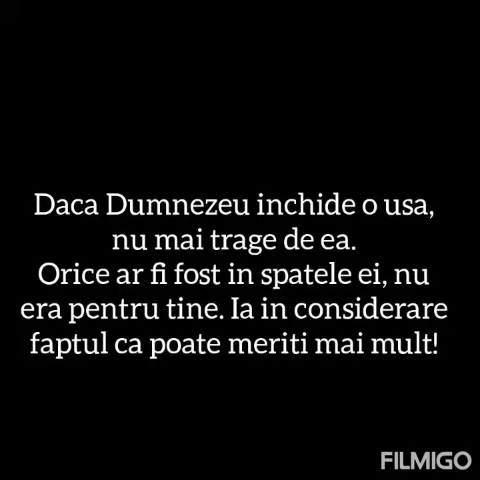 Daca Dumnezeu inchide o usa,
nu mai trage de ea.
Orice ar fi fost in spatele ei, nu
era pentru tine. Ia in considerare
faptul ca poate meriti mai mult!
FILMIGO